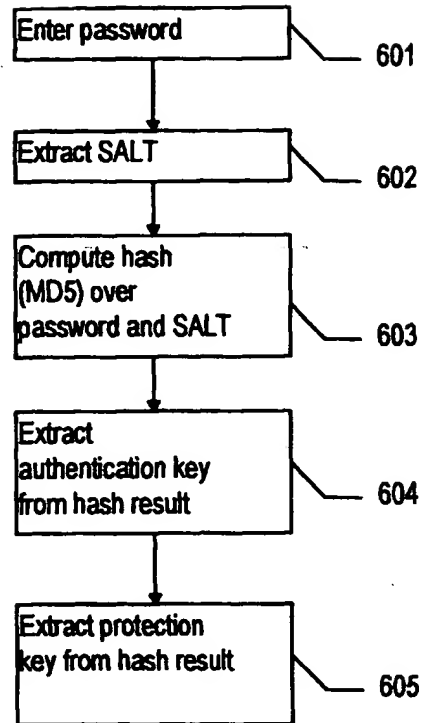 Enter password
601
Extract SALT
602
Compute hash
(MD5) over
password and SALT
603
Extract
authentication key
from hash result
604
Extract protection
key from hash result
605